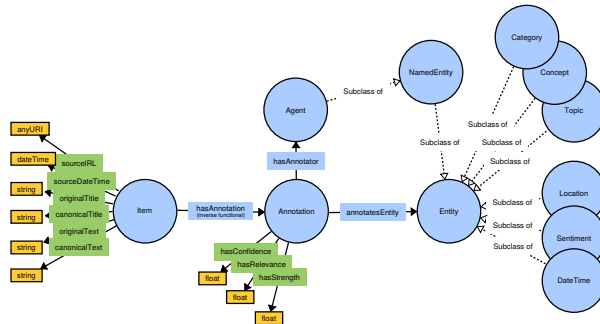 Category
Concept
Topic
NamedEntity
Subclass of
Agent
Subclass of
Subclass of
Subclass of
Subclass of
anyURI
sourceIRL
dateTime
sourceDateTime
string
originalTitle
string
canonicalTitle
string
originalText
string
canonicalText
Item
hasAnnotation
(inverse functional)
hasAnnotator
Annotation
annotatesEntity
Entity
Location
Subclass of
Sentiment
Subclass of
DateTime
Subclass of
hasConfidence
hasRelevance
hasStrength
float
float
float